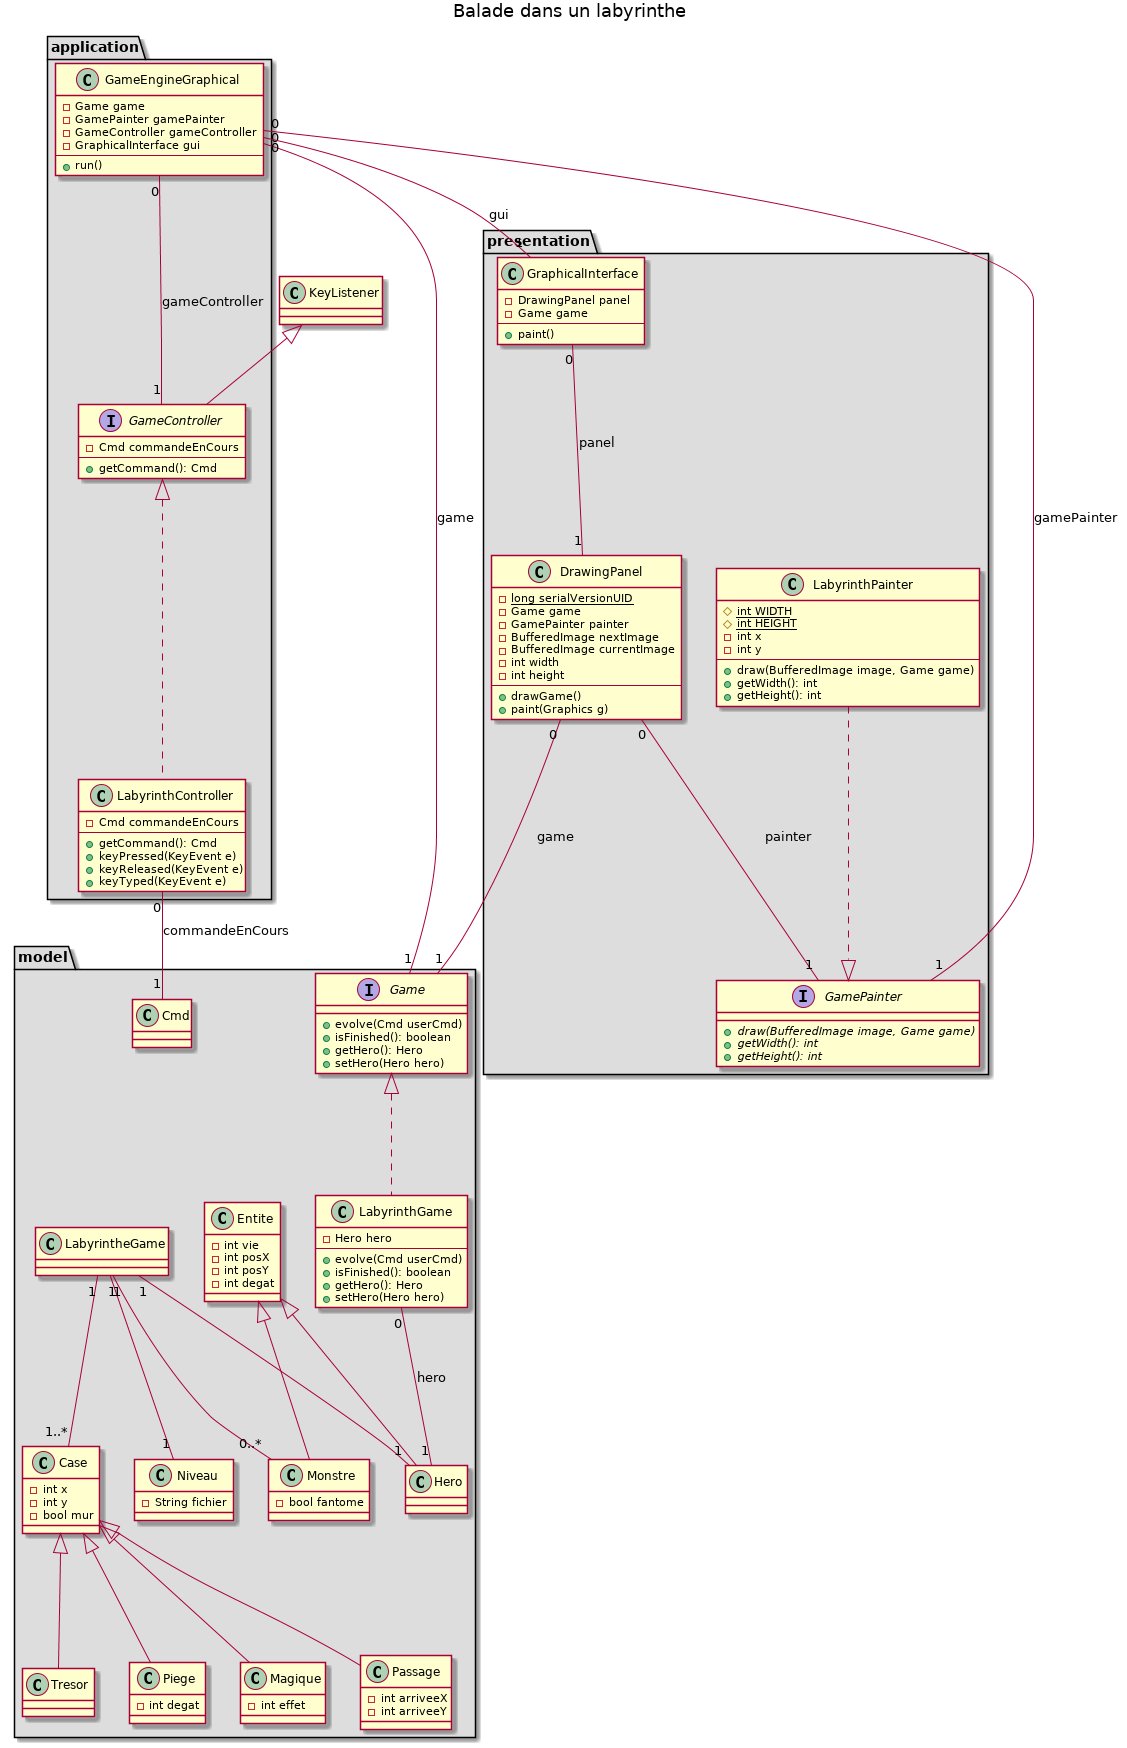 Balade dans un labyrinthe
application
GameEngineGraphical
Game game
GamePainter gamePainter
GameController gameController
GraphicalInterface gui
run()
0
0
0
0
gui
1
presentation
GraphicalInterface
DrawingPanel panel
Game game
paint()
0
gameController
KeyListener
1
GameController
Cmd commandeEnCours
getCommand(): Cmd
panel
game
gamePainter
1
DrawingPanel
long serialVersionUID
Game game
GamePainter painter
BufferedImage nextImage
BufferedImage currentImage
int width
int height
drawGame()
paint(Graphics g)
0
0
LabyrinthPainter
int WIDTH
int HEIGHT
int x
int y
draw(BufferedImage image, Game game)
getWidth(): int
getHeight(): int
LabyrinthController
Cmd commandeEnCours
getCommand(): Cmd
keyPressed(KeyEvent e)
keyReleased(KeyEvent e)
keyTyped(KeyEvent e)
0
game
painter
commandeEnCours
1
1
1
1
1
model
Cmd
Game
evolve(Cmd userCmd)
isFinished(): boolean
getHero(): Hero
setHero(Hero hero)
GamePainter
draw(BufferedImage image, Game game)
getWidth(): int
getHeight(): int
LabyrintheGame
1
1
1
1
Entite
int vie
int posX
int posY
int degat
LabyrinthGame
Hero hero
evolve(Cmd userCmd)
isFinished(): boolean
getHero(): Hero
setHero(Hero hero)
0
hero
1..*
1
0..*
1
1
Case
int x
int y
bool mur
Niveau
String fichier
Monstre
bool fantome
Hero
Tresor
Piege
int degat
Magique
int effet
Passage
int arriveeX
int arriveeY